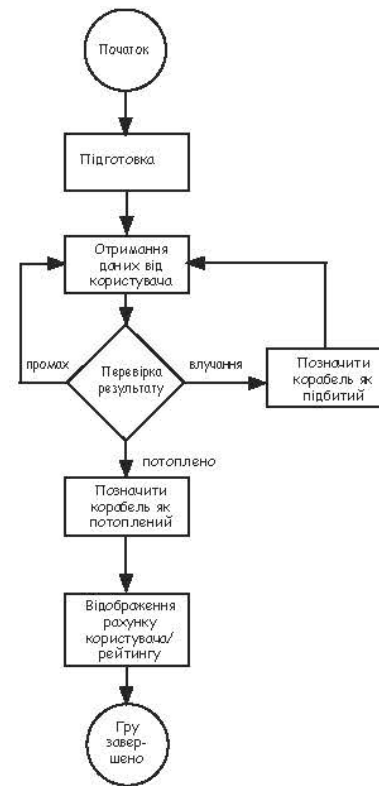 Початок
Підготовка
Отримання
даних від
користувача
промах
Перевірка
результату
влучання
Позначити
корабель як
підбитий
потоплено
Позначити
корабель як
потоплений
Відображення
рахунку
користувача/
рейтингу
Гру
завер-
шено